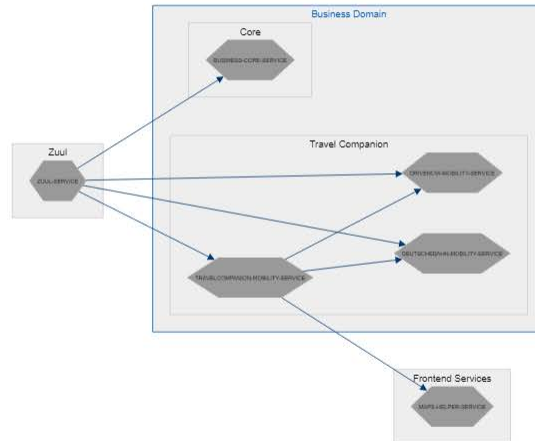 Business Domain
Core
BUSINESS-CORE-SERVICE
Zuul
ZUUL-SERVICE
Travel Companion
DRIVENOW-MOBILITY-SERVICE
DEUTSCHEBAHN-MOBILITY-SERVICE
TRAVELCOMPANION-MOBILITY-SERVICE
Frontend Services
MAPS-HELPER-SERVICE